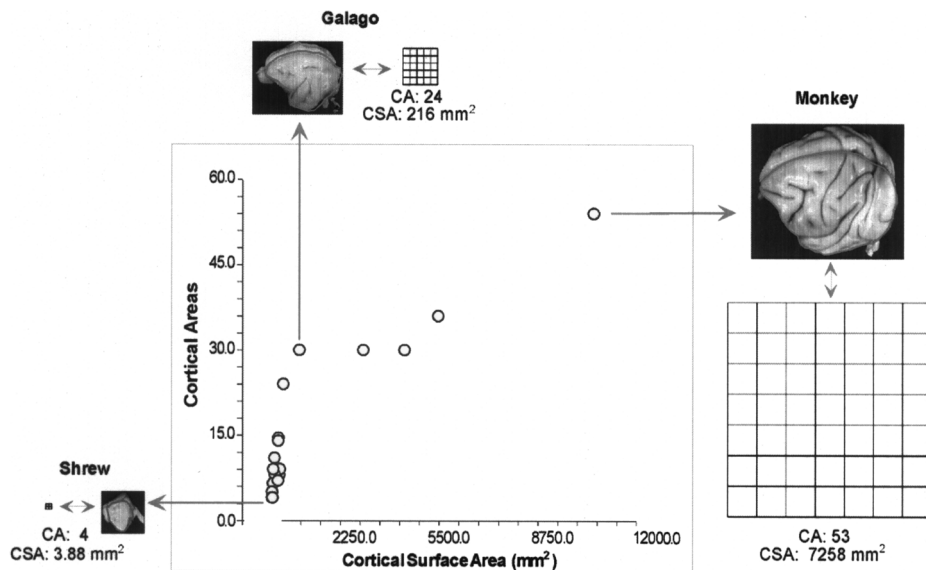 Galago
CA: 24
CSA: 216 mm²
Monkey
60.0
45.0
30.0
15.0
0.0
Cortical Areas
2250.0 5500.0 8750.0 12000.0
Cortical Surface Area (mm²)
Shrew
CA: 4
CSA: 3.88 mm²
CA: 53
CSA: 7258 mm²